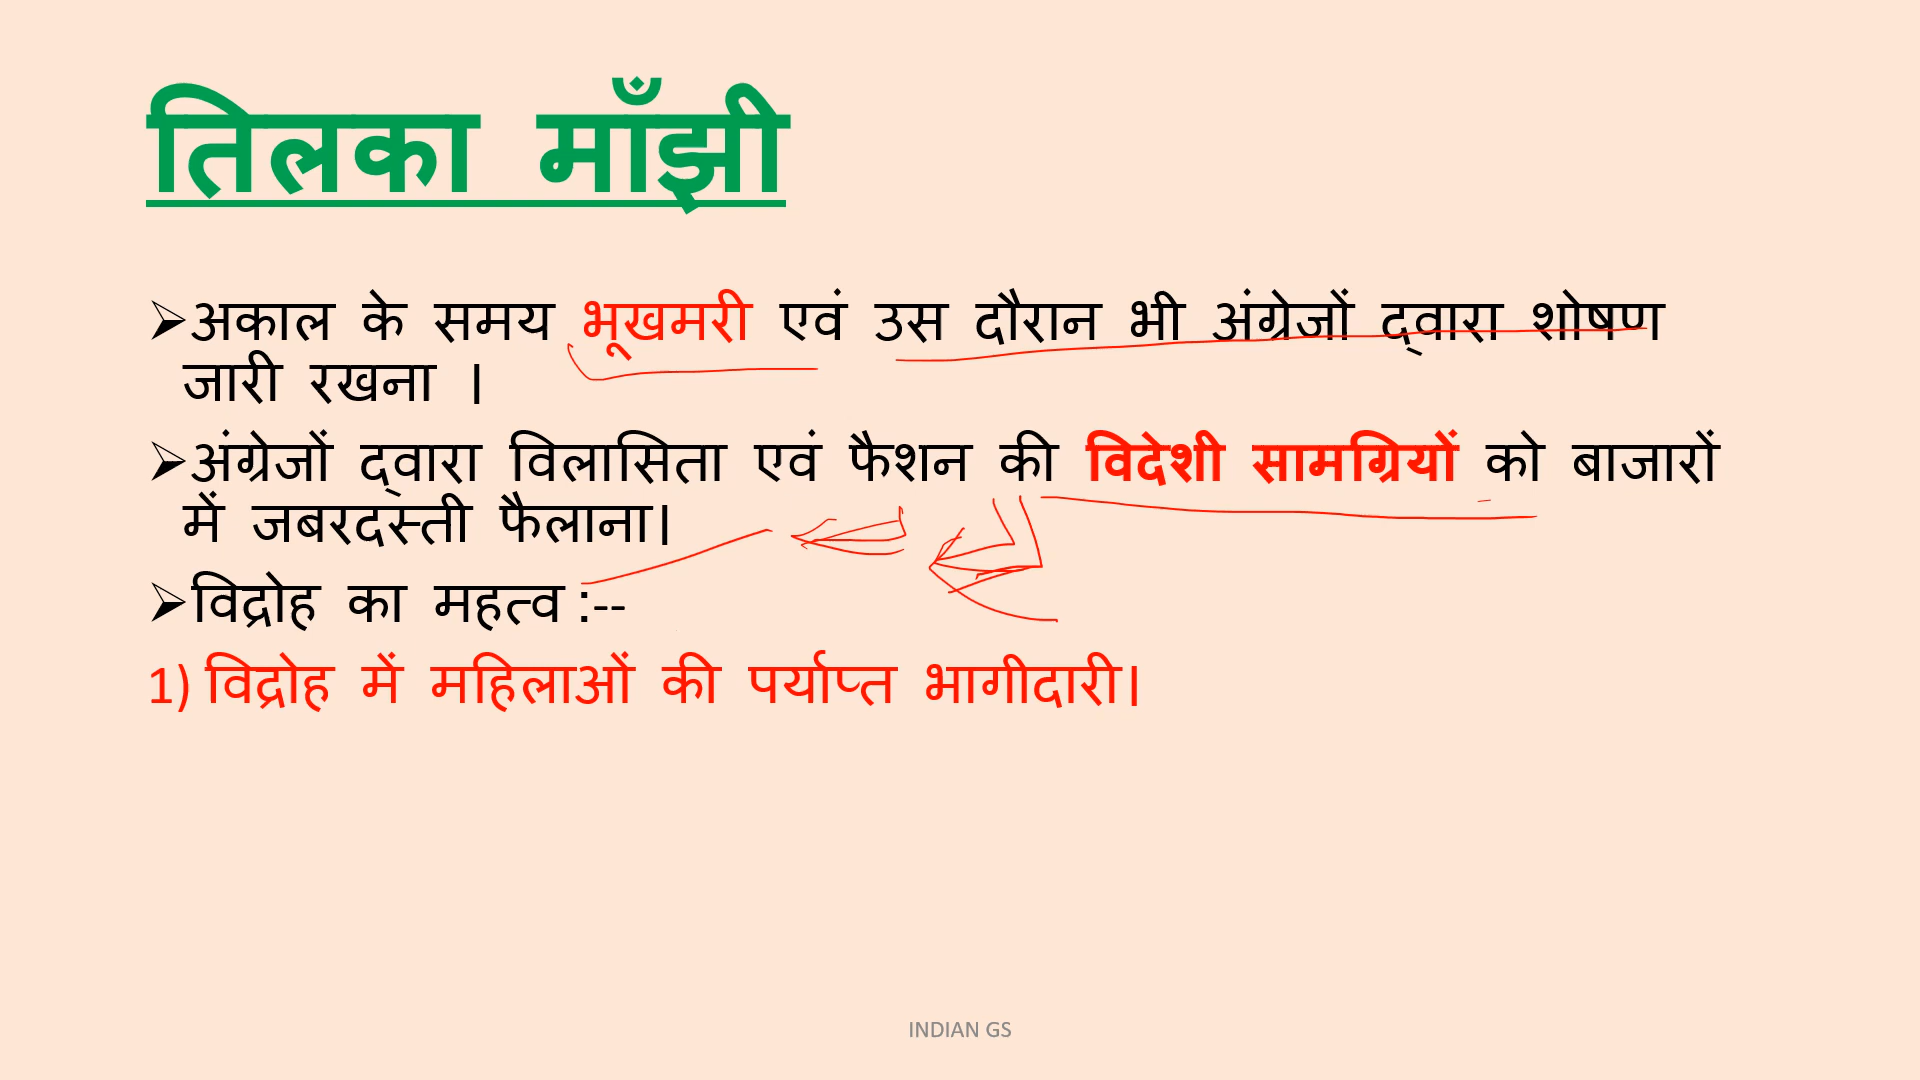 तिलका माँझी
➢अकाल के समय भूखमरी एवं उस दौरान भी अंग्रेजों द्वारा शोषण
जारी रखना ।
➢अंग्रेजों द्वारा विलासिता एवं फैशन की विदेशी सामग्रियों को बाजारों
में जबरदस्ती फैलाना।
➢विद्रोह का महत्व :--
1) विद्रोह में महिलाओं की पर्याप्त भागीदारी।
INDIAN GS